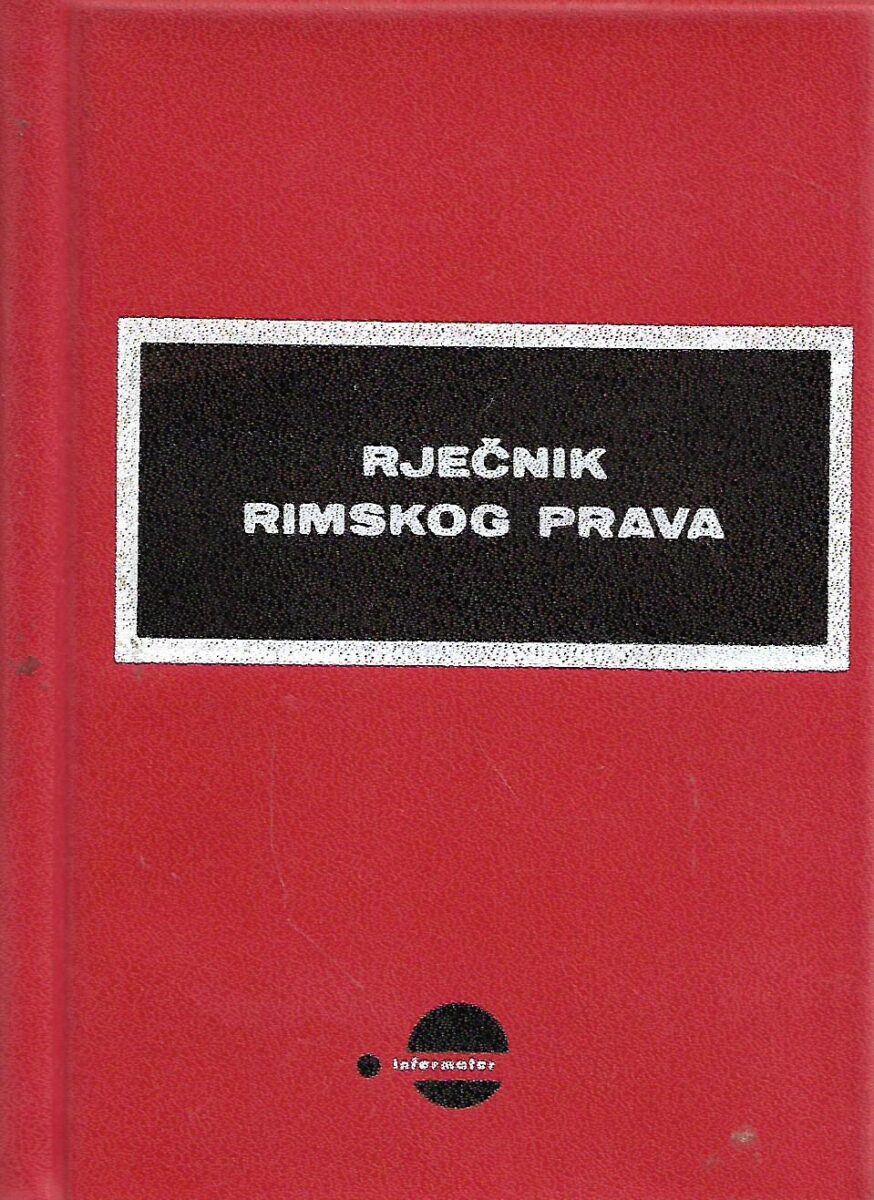 RJEČNIK
RIMSKOG PRAVA
informator